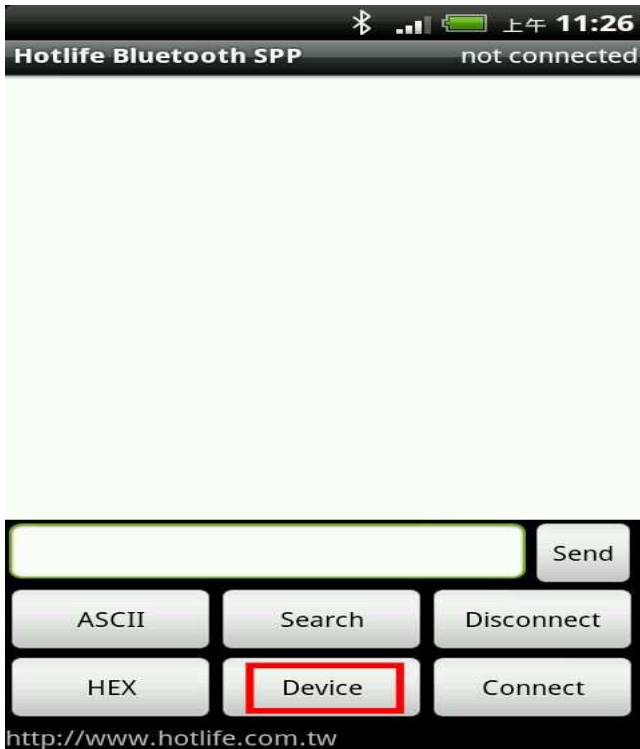 上午 11:26
Hotlife Bluetooth SPP not connected
Send
ASCII Search Disconnect
HEX Device Connect
http://www.hotlife.com.tw